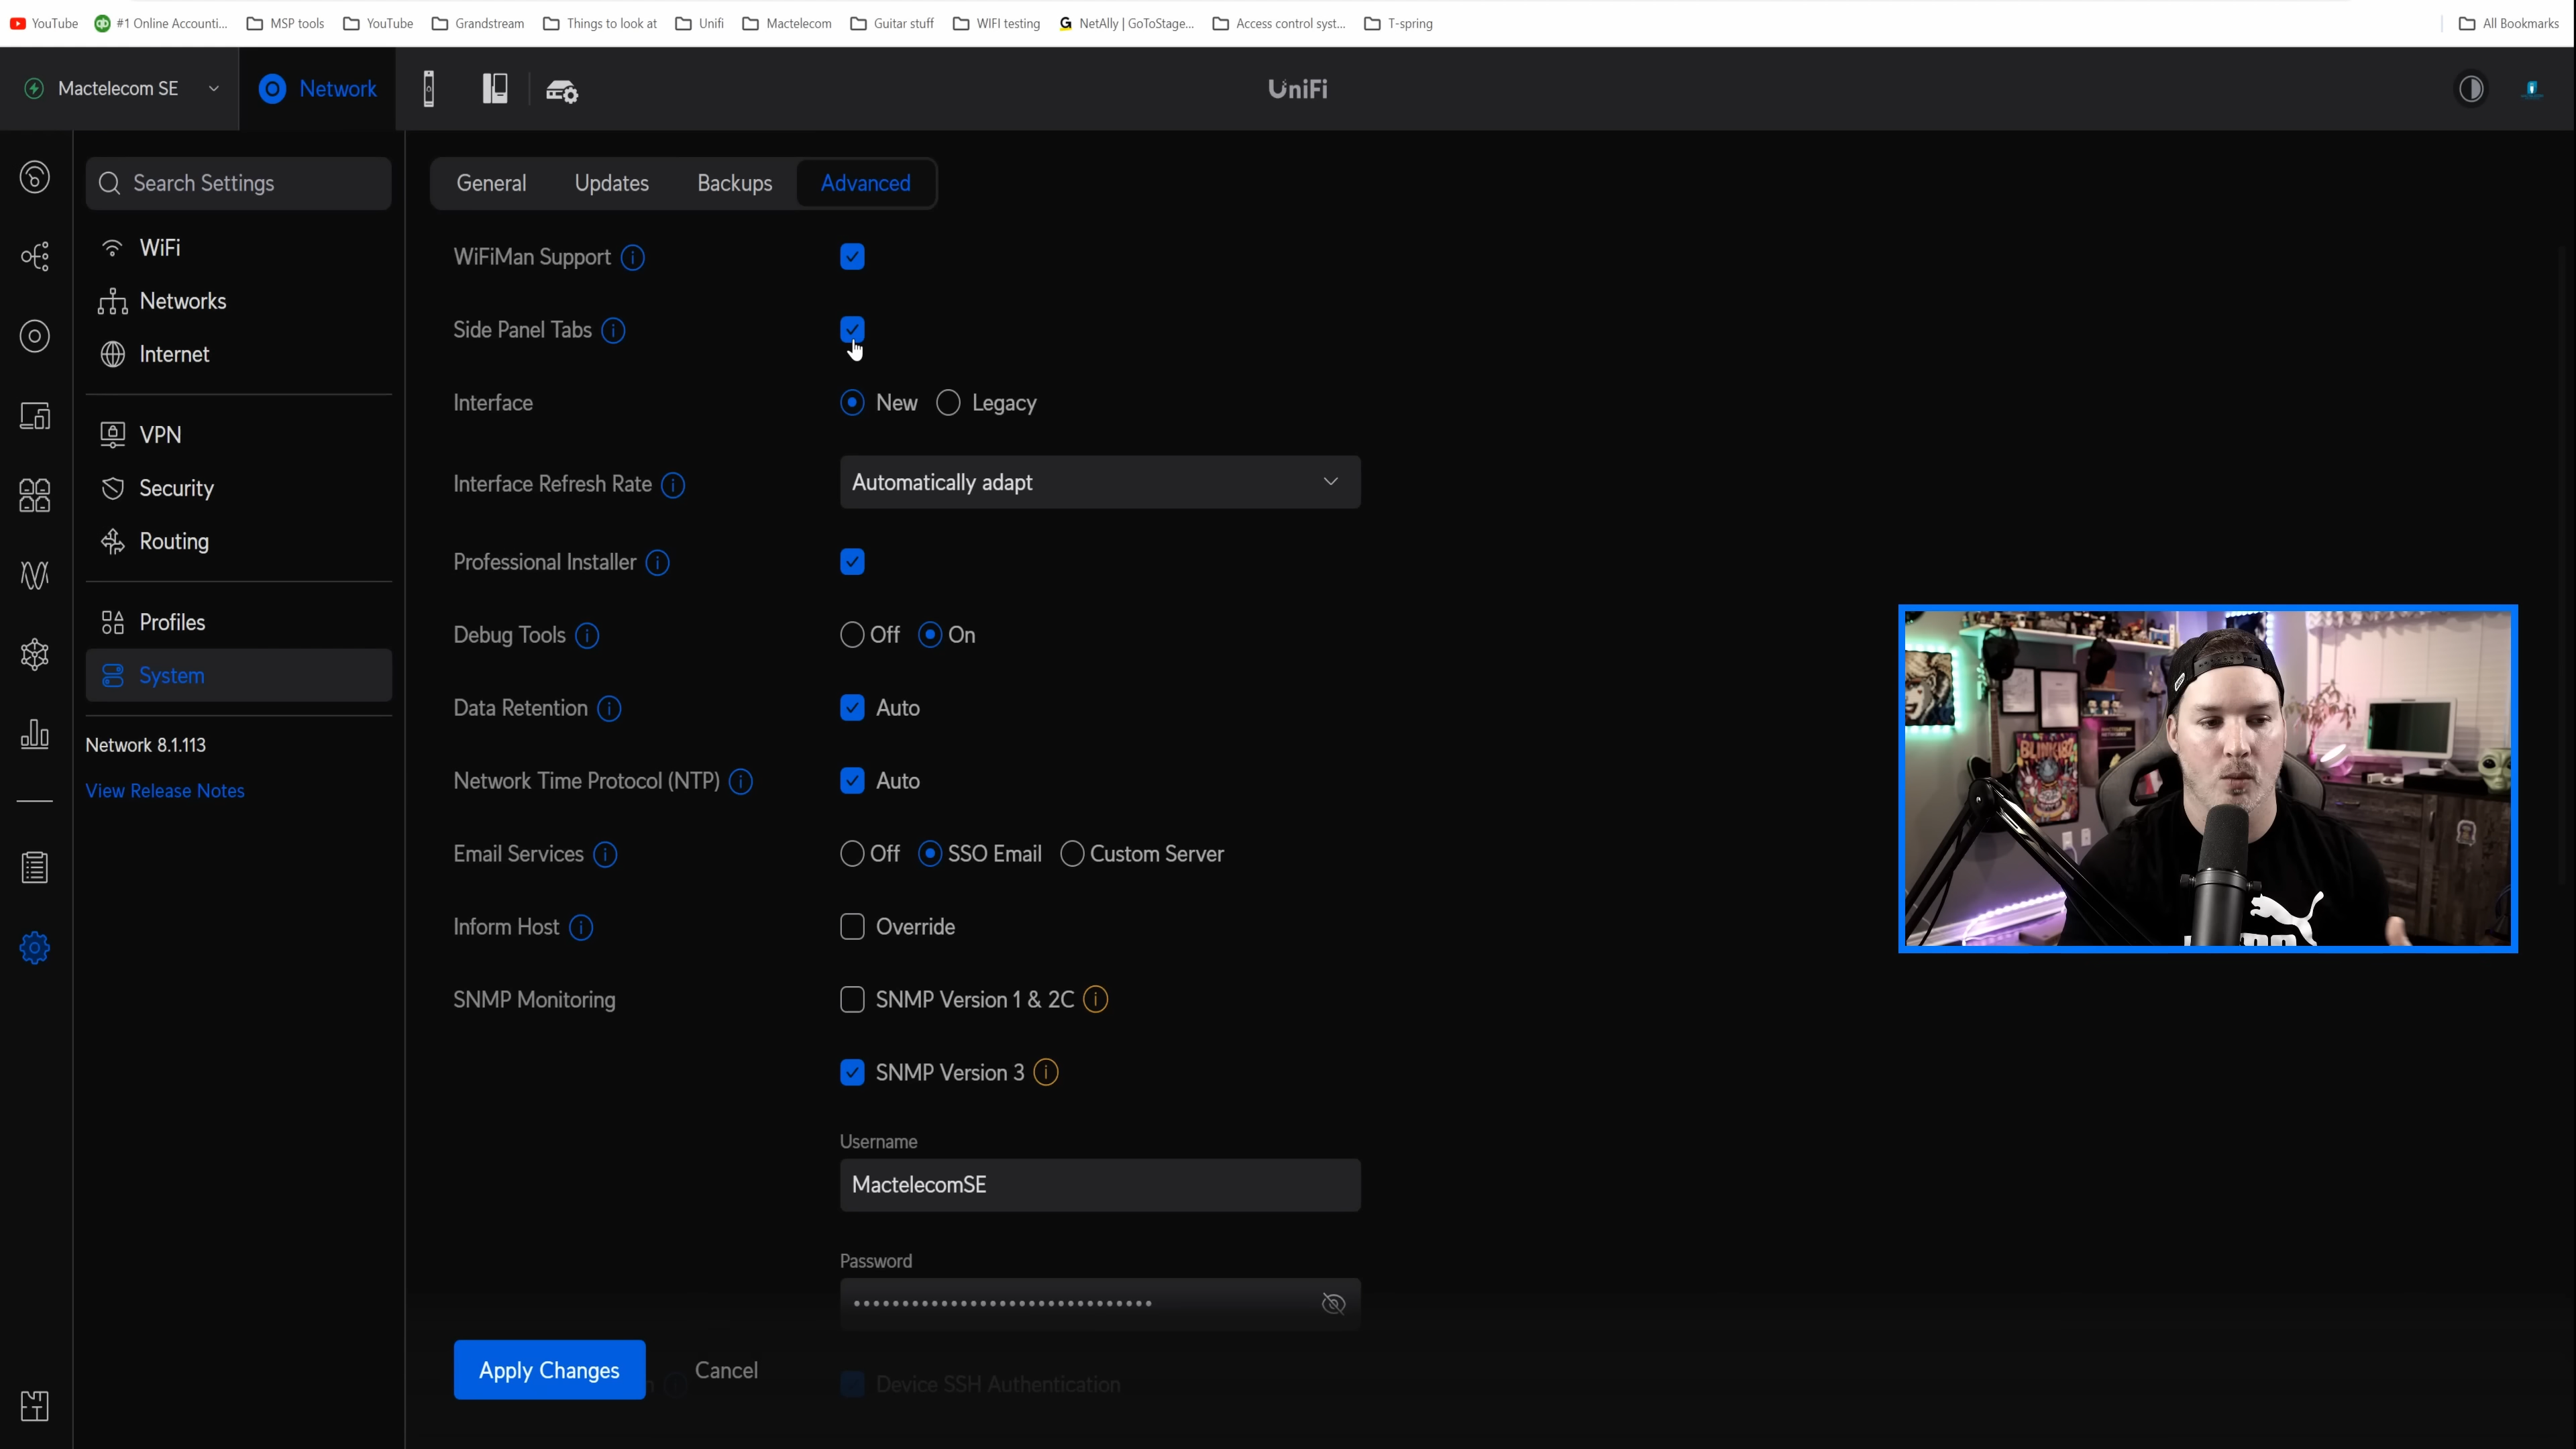 YouTube #1 Online Accounti... MSP tools YouTube Grandstream Things to look at Unifi Mactelecom Guitar stuff WIFI testing NetAlly | GoToStage... Access control syst... T-spring All Bookmarks
Mactelecom SE Network UniFi
Search Settings
WiFi
Networks
Internet
VPN
Security
Routing
Profiles
System
Network 8.1.113
View Release Notes
General Updates Backups Advanced
WiFiMan Support
Side Panel Tabs
Interface New Legacy
Interface Refresh Rate Automatically adapt
Professional Installer
Debug Tools Off On
Data Retention Auto
Network Time Protocol (NTP) Auto
Email Services Off SSO Email Custom Server
Inform Host Override
SNMP Monitoring SNMP Version 1 & 2C
SNMP Version 3
Username
MactelecomSE
Password
Apply Changes Cancel Device SSH Authentication
BLINK182